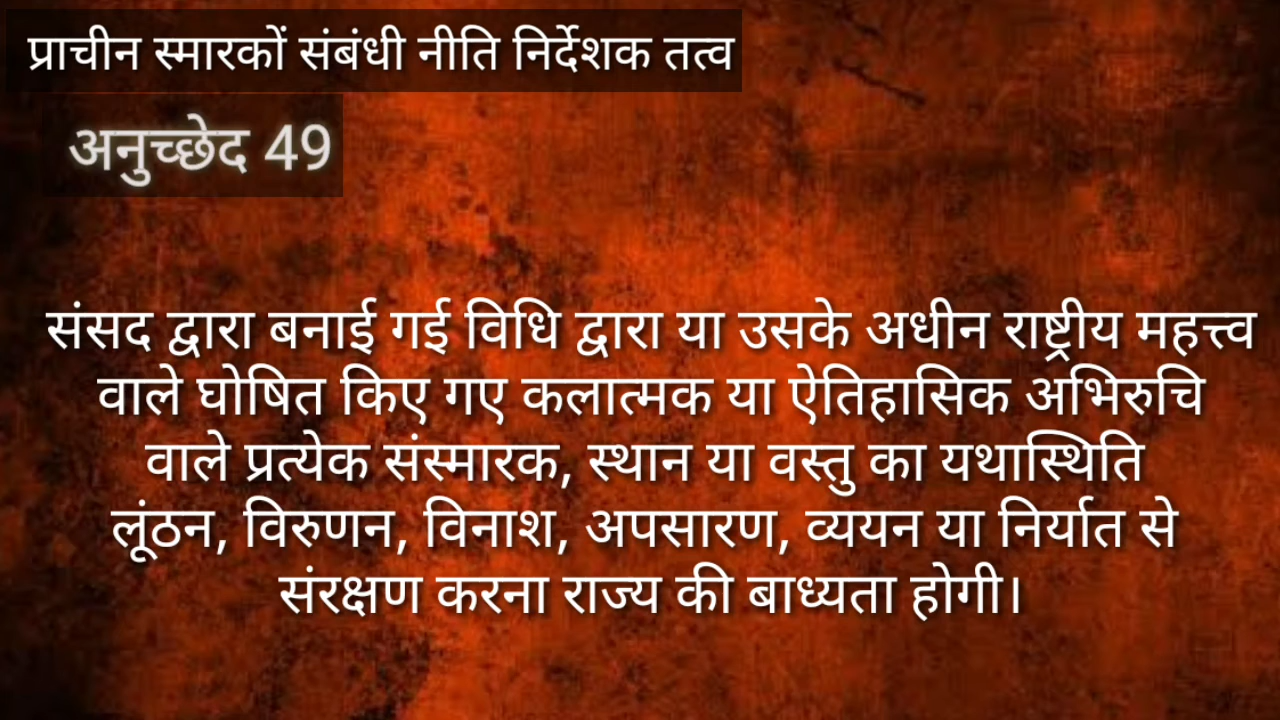 प्राचीन स्मारकों संबंधी नीति निर्देशक तत्व
अनुच्छेद 49
संसद द्वारा बनाई गई विधि द्वारा या उसके अधीन राष्ट्रीय महत्त्व
वाले घोषित किए गए कलात्मक या ऐतिहासिक अभिरुचि
वाले प्रत्येक संस्मारक, स्थान या वस्तु का यथास्थिति
लूंठन, विरुणन, विनाश, अपसारण, व्ययन या निर्यात से
संरक्षण करना राज्य की बाध्यता होगी।